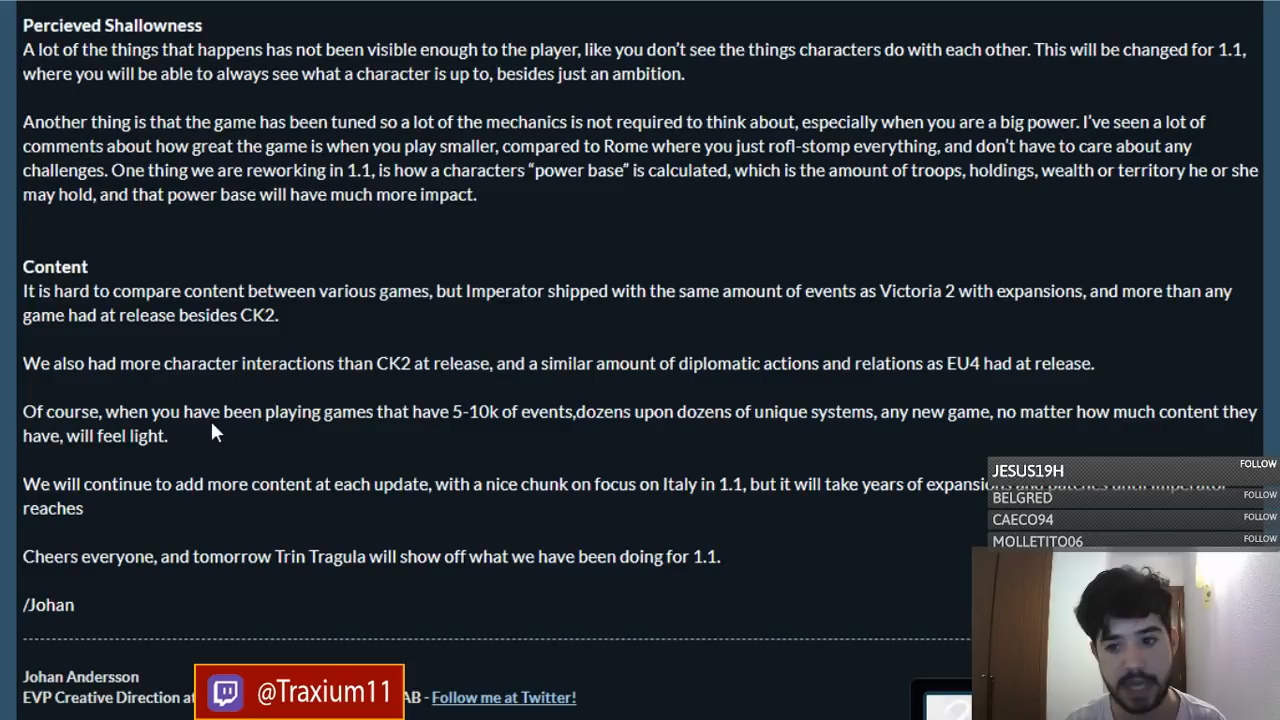 Percieved Shallowness
A lot of the things that happens has not been visible enough to the player, like you don't see the things characters do with each other. This will be changed for 1.1,
where you will be able to always see what a character is up to, besides just an ambition.
Another thing is that the game has been tuned so a lot of the mechanics is not required to think about, especially when you are a big power. I've seen a lot of
comments about how great the game is when you play smaller, compared to Rome where you just rofl-stomp everything, and don't have to care about any
challenges. One thing we are reworking in 1.1, is how a characters "power base" is calculated, which is the amount of troops, holdings, wealth or territory he or she
may hold, and that power base will have much more impact.
Content
It is hard to compare content between various games, but Imperator shipped with the same amount of events as Victoria 2 with expansions, and more than any
game had at release besides CK2.
We also had more character interactions than CK2 at release, and a similar amount of diplomatic actions and relations as EU4 had at release.
Of course, when you have been playing games that have 5-10k of events,dozens upon dozens of unique systems, any new game, no matter how much content they
have, will feel light.
We will continue to add more content at each update, with a nice chunk on focus on Italy in 1.1, but it will take years of
reaches
Cheers everyone, and tomorrow Trin Tragula will show off what we have been doing for 1.1.
/Johan
Johan Andersson
EVP Creative Direction at AB - Follow me at Twitter!
@Traxium11
JESUS19H FOLLOW
BELGRED FOLLOW
CAECO94 FOLLOW
MOLLETITO06 FOLLOW